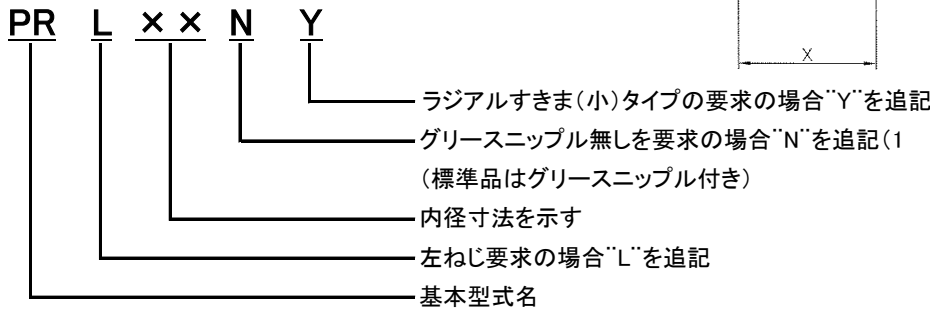 PR L ×× N Y
X
ラジアルすきま(小)タイプの要求の場合¨Y¨を追記
グリースニップル無しを要求の場合¨N¨を追記(1
(標準品はグリースニップル付き)
内径寸法を示す
左ねじ要求の場合¨L¨を追記
基本型式名